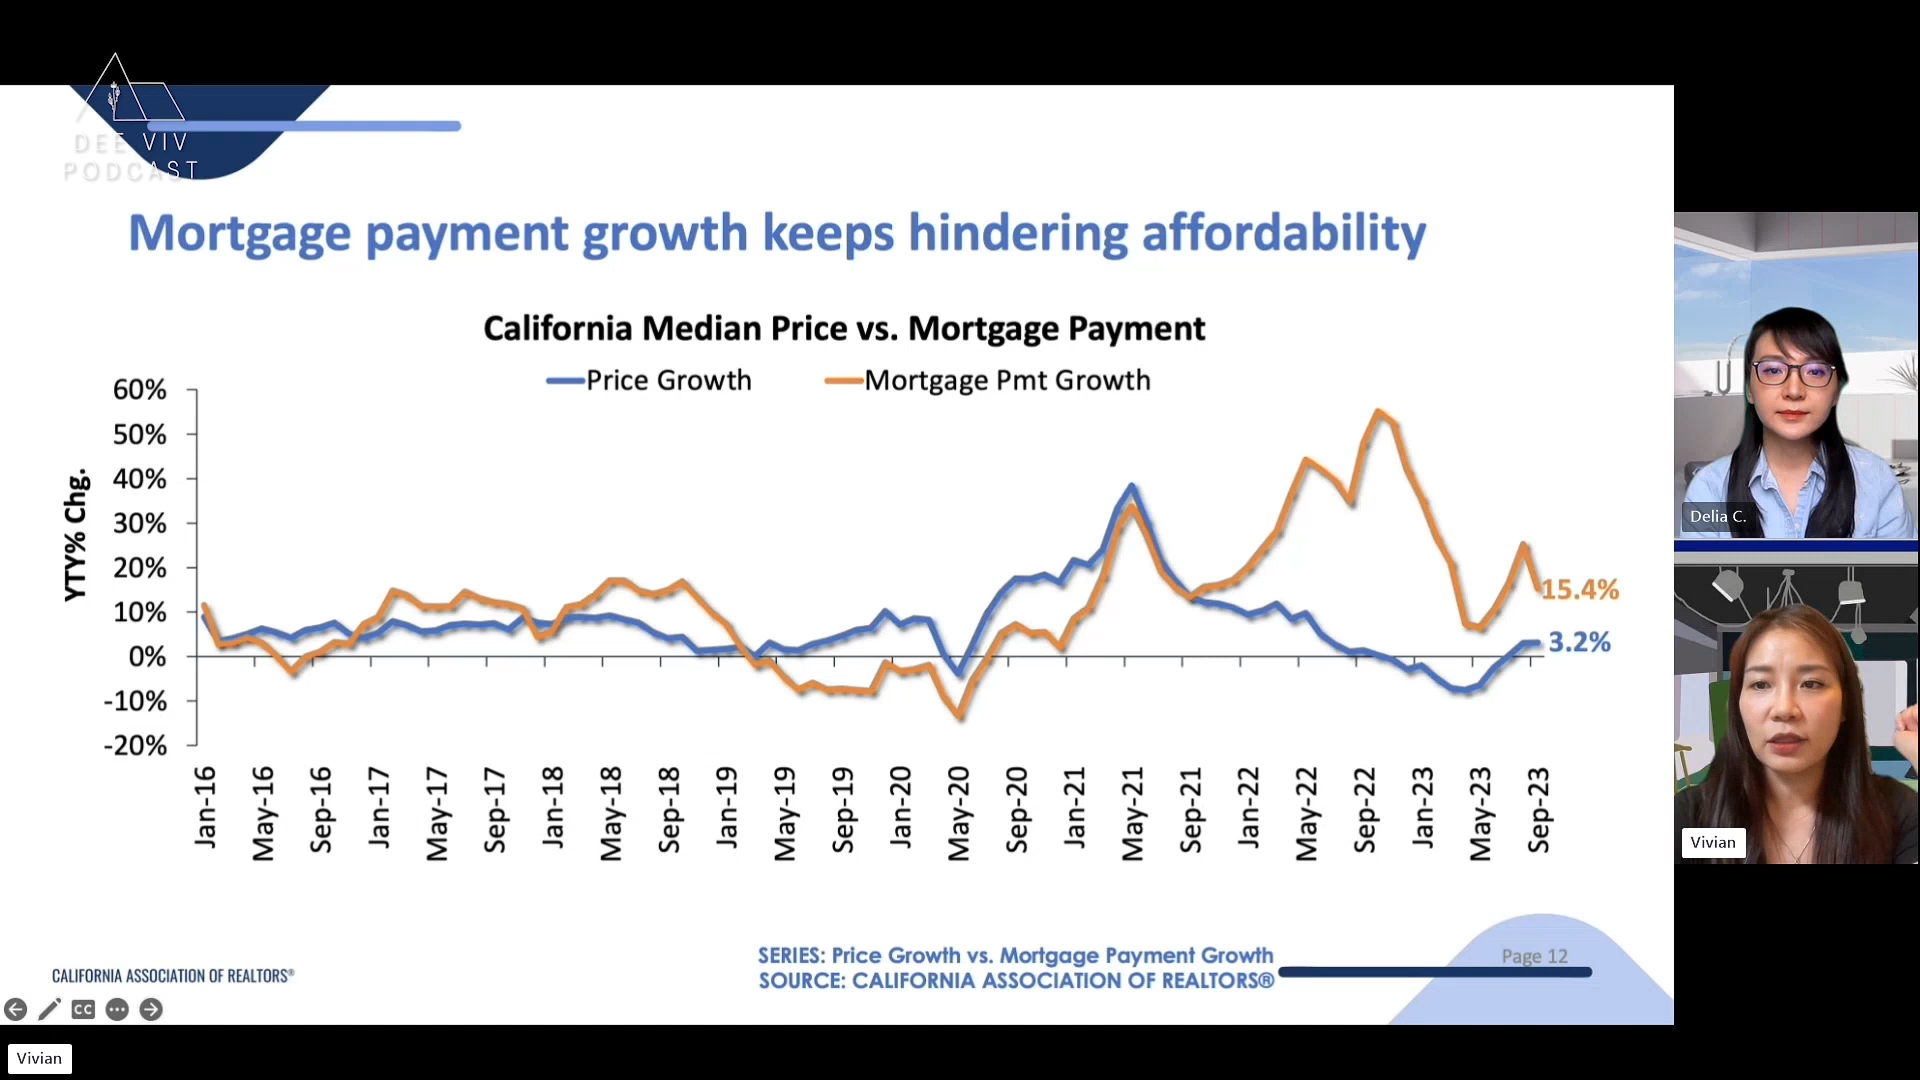 DEE VIV
PODCAST
Mortgage payment growth keeps hindering affordability
California Median Price vs. Mortgage Payment
Price Growth
Mortgage Pmt Growth
YTY% Chg.
60%
50%
40%
30%
20%
10%
0%
-10%
-20%
15.4%
3.2%
Jan-16
May-16
Sep-16
Jan-17
May-17
Sep-17
Jan-18
May-18
Sep-18
Jan-19
May-19
Sep-19
Jan-20
May-20
Sep-20
Jan-21
May-21
Sep-21
Jan-22
May-22
Sep-22
Jan-23
May-23
Sep-23
SERIES: Price Growth vs. Mortgage Payment Growth
SOURCE: CALIFORNIA ASSOCIATION OF REALTORS®
Page 12
CALIFORNIA ASSOCIATION OF REALTORS®
CC
Delia C.
Vivian
Vivian